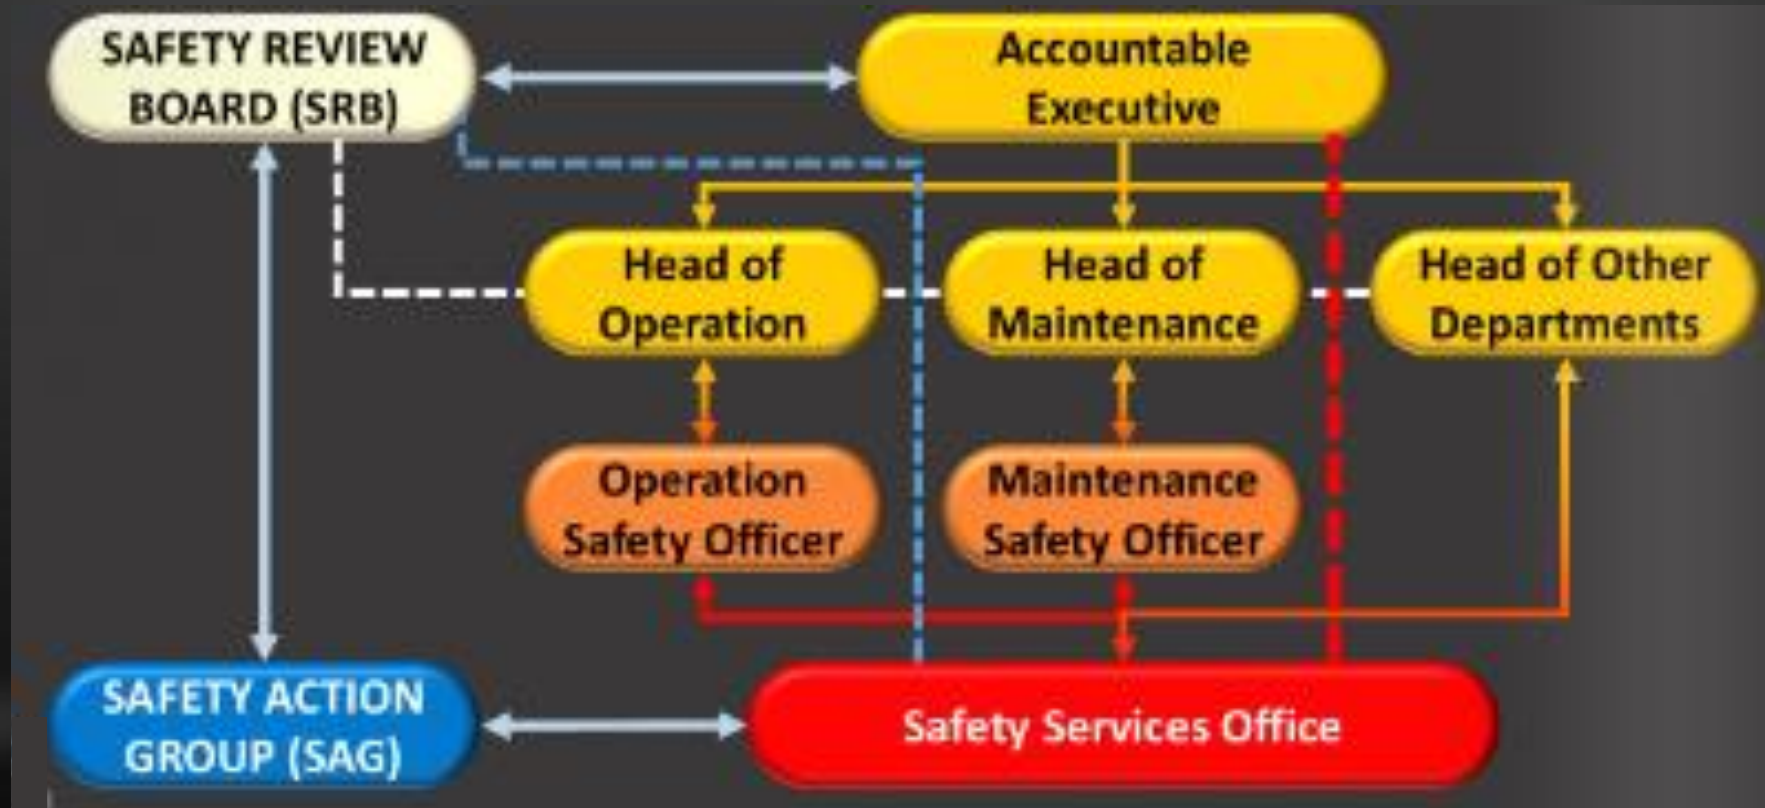 SAFETY REVIEW
BOARD (SRB)
Accountable
Executive
Head of
Operation
Head of
Maintenance
Head of Other
Departments
Operation
Safety Officer
Maintenance
Safety Officer
SAFETY ACTION
GROUP (SAG)
Safety Services Office